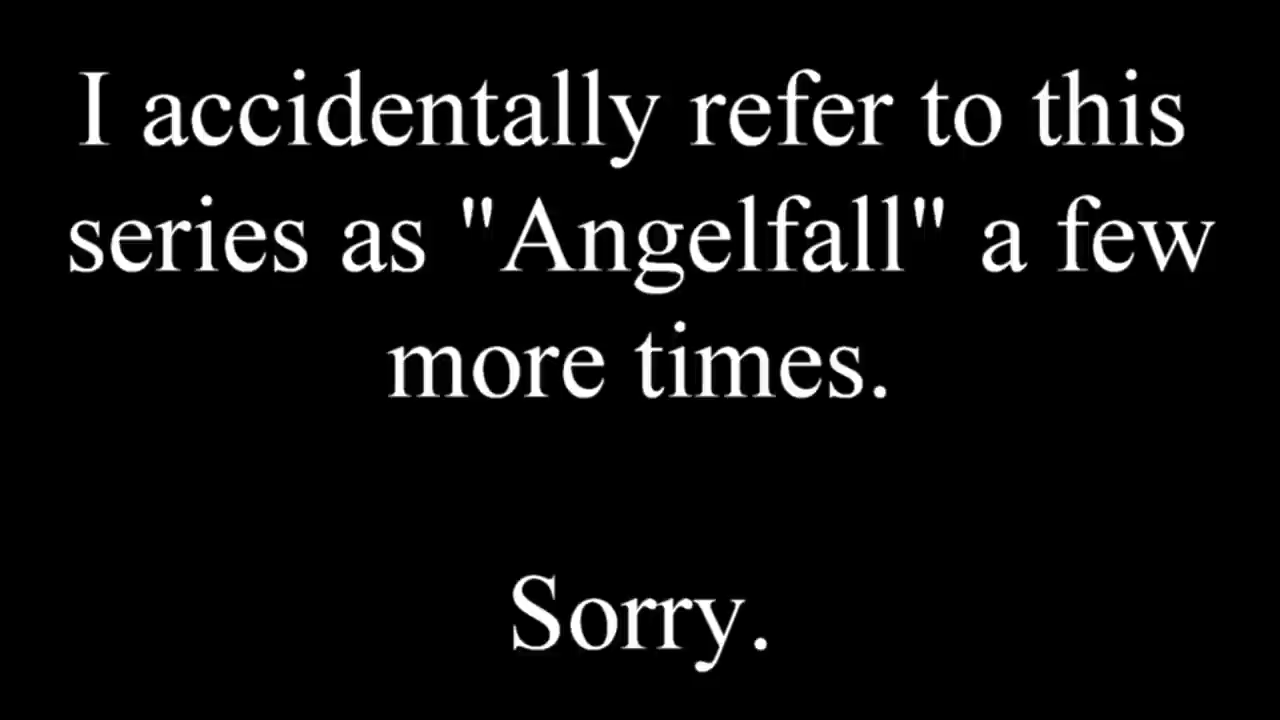 I accidentally refer to this
series as "Angelfall" a few
more times.
Sorry.